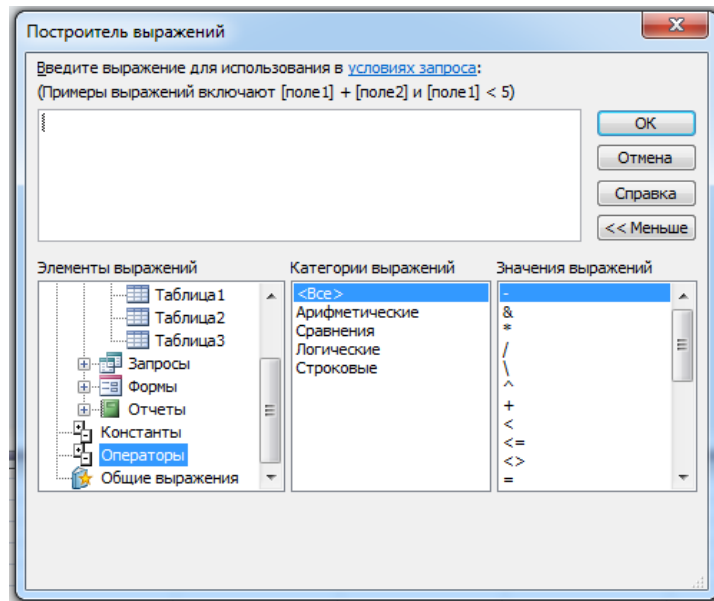 Построитель выражений
Введите выражение для использования в условиях запроса:
(Примеры выражений включают [поле1] + [поле2] и [поле1] < 5)
ОК
Отмена
Справка
<< Меньше
Элементы выражений
Таблица1
Таблица2
Таблица3
Запросы
Формы
Отчеты
Константы
Операторы
Общие выражения
Категории выражений
<Все>
Арифметические
Сравнения
Логические
Строковые
Значения выражений
-
&
*
/
\
^
+
<
<=
<>
=